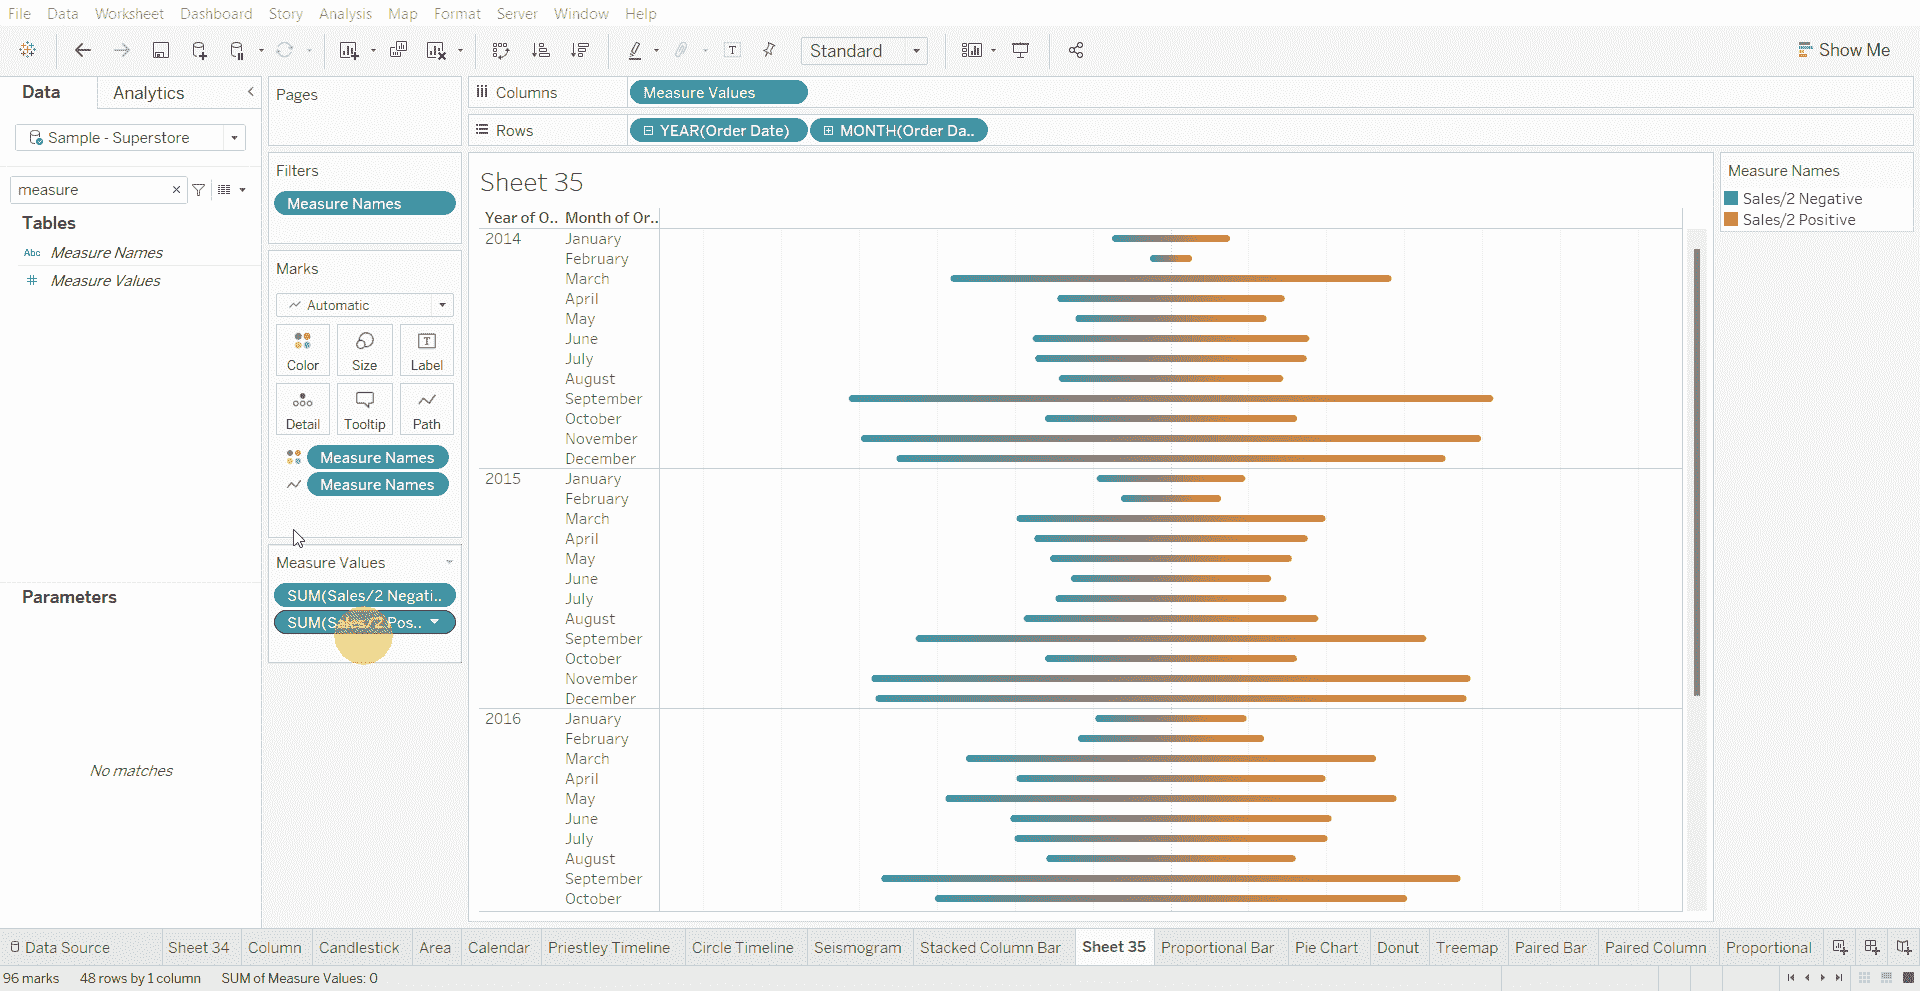 File Data Worksheet Dashboard Story Analysis Map Format Server Window Help
Standard
Show Me
Data Analytics
Sample - Superstore
measure
Tables
Abc Measure Names
# Measure Values
Parameters
No matches
Pages
Filters
Measure Names
Marks
Automatic
Color Size Label
Detail Tooltip Path
Measure Names
Measure Names
Measure Values
SUM(Sales/2 Negati..
SUM(Sales/2 Pos..
Columns Measure Values
Rows YEAR(Order Date) MONTH(Order Da..
Sheet 35
Year of O.. Month of Or..
2014 January
February
March
April
May
June
July
August
September
October
November
December
2015 January
February
March
April
May
June
July
August
September
October
November
December
2016 January
February
March
April
May
June
July
August
September
October
Measure Names
Sales/2 Negative
Sales/2 Positive
Data Source Sheet 34 Column Candlestick Area Calendar Priestley Timeline Circle Timeline Seismogram Stacked Column Bar Sheet 35 Proportional Bar Pie Chart Donut Treemap Paired Bar Paired Column Proportional
96 marks 48 rows by 1 column SUM of Measure Values: 0